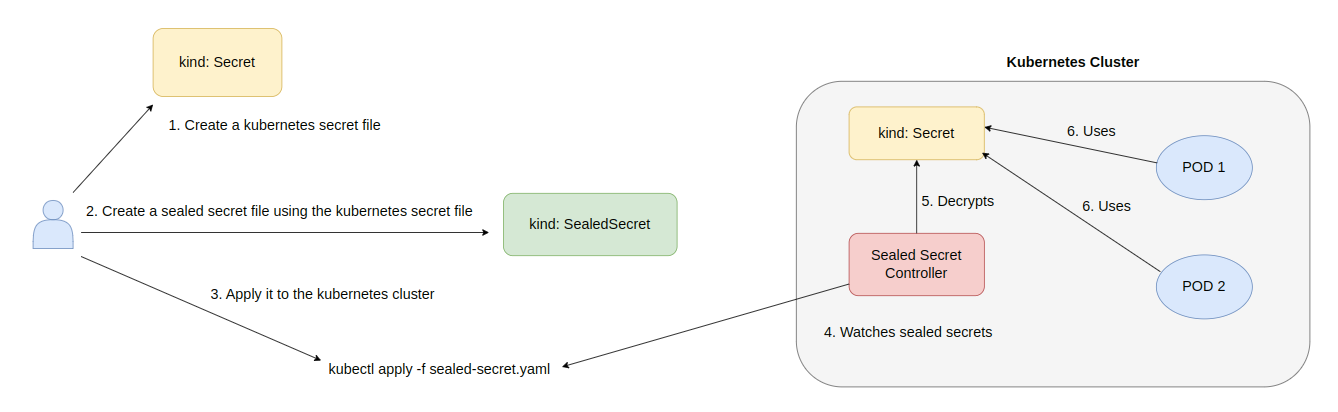 kind: Secret
1. Create a kubernetes secret file
2. Create a sealed secret file using the kubernetes secret file
kind: SealedSecret
3. Apply it to the kubernetes cluster
kubectl apply -f sealed-secret.yaml
Kubernetes Cluster
kind: Secret
6. Uses
POD 1
5. Decrypts
6. Uses
Sealed Secret
Controller
POD 2
4. Watches sealed secrets